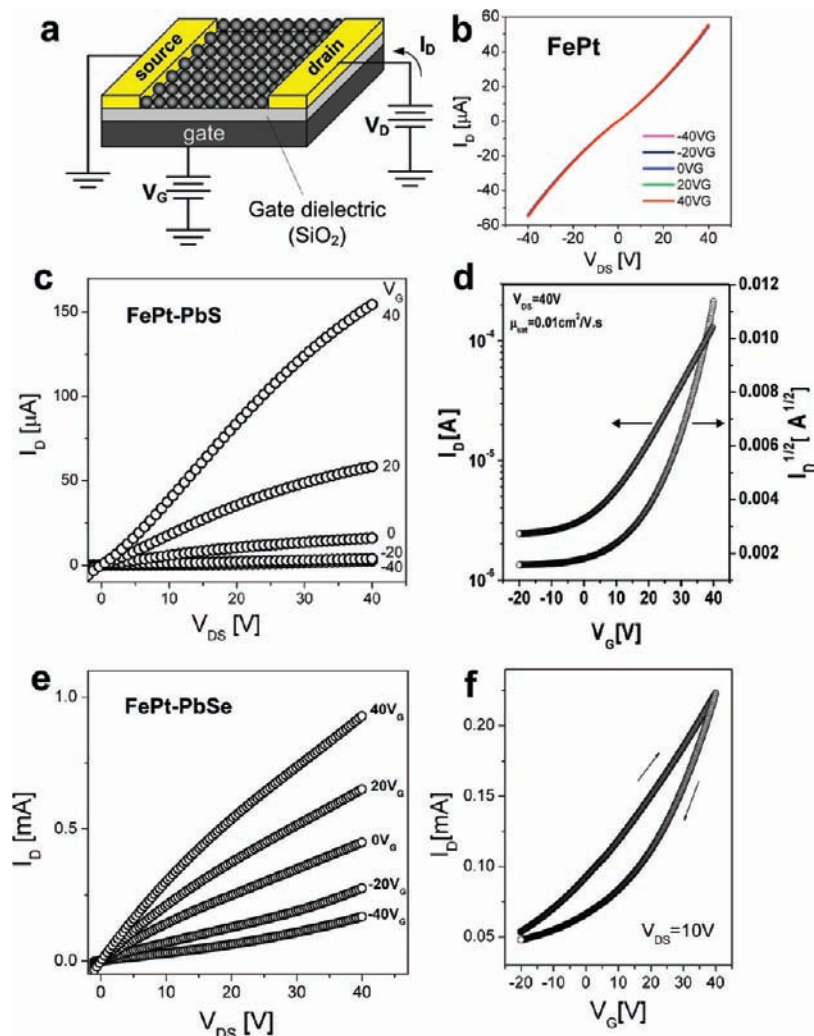 a
source
drain
I_D
gate
V_D
V_G
Gate dielectric
(SiO₂)
b
FePt
60
40
20
0
-20
-40
-60
I_D [µA]
-40VG
-20VG
0VG
20VG
40VG
-40 -20 0 20 40
V_DS [V]
c
FePt-PbS
V_G
40
20
0
-20
-40
150
100
50
0
I_D [µA]
0 10 20 30 40
V_DS [V]
d
V_DS=40V
µ_sat=0.01cm²/V.s
10⁻⁴
10⁻⁵
10⁻⁶
I_D[A]
0.012
0.010
0.008
0.006
0.004
0.002
I_D^1/2[ A^1/2]
-20 -10 0 10 20 30 40
V_G[V]
e
FePt-PbSe
40V_G
20V_G
0V_G
-20V_G
-40V_G
1.0
0.5
0.0
I_D [mA]
0 10 20 30 40
V_DS [V]
f
0.20
0.15
0.10
0.05
I_D[mA]
V_DS=10V
-20 -10 0 10 20 30 40
V_G[V]